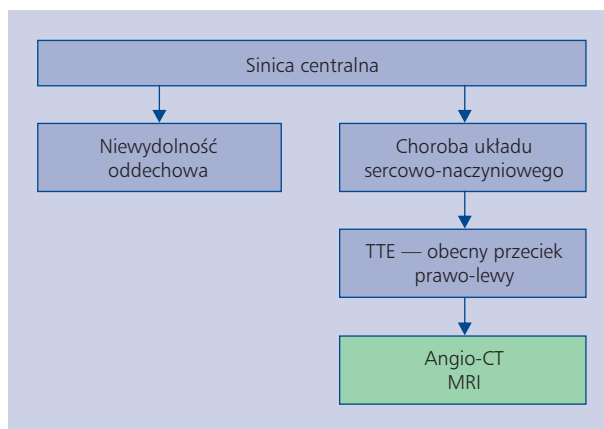 Sinica centralna
Niewydolność
oddechowa
Choroba układu
sercowo-naczyniowego
TTE — obecny przeciek
prawo-lewy
Angio-CT
MRI